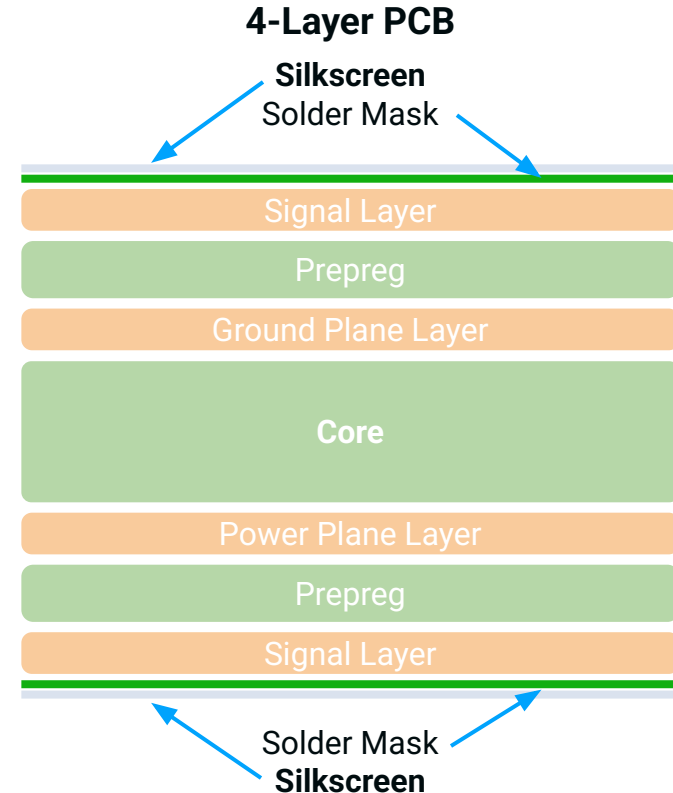 4-Layer PCB
Silkscreen
Solder Mask
Signal Layer
Prepreg
Ground Plane Layer
Core
Power Plane Layer
Prepreg
Signal Layer
Solder Mask
Silkscreen